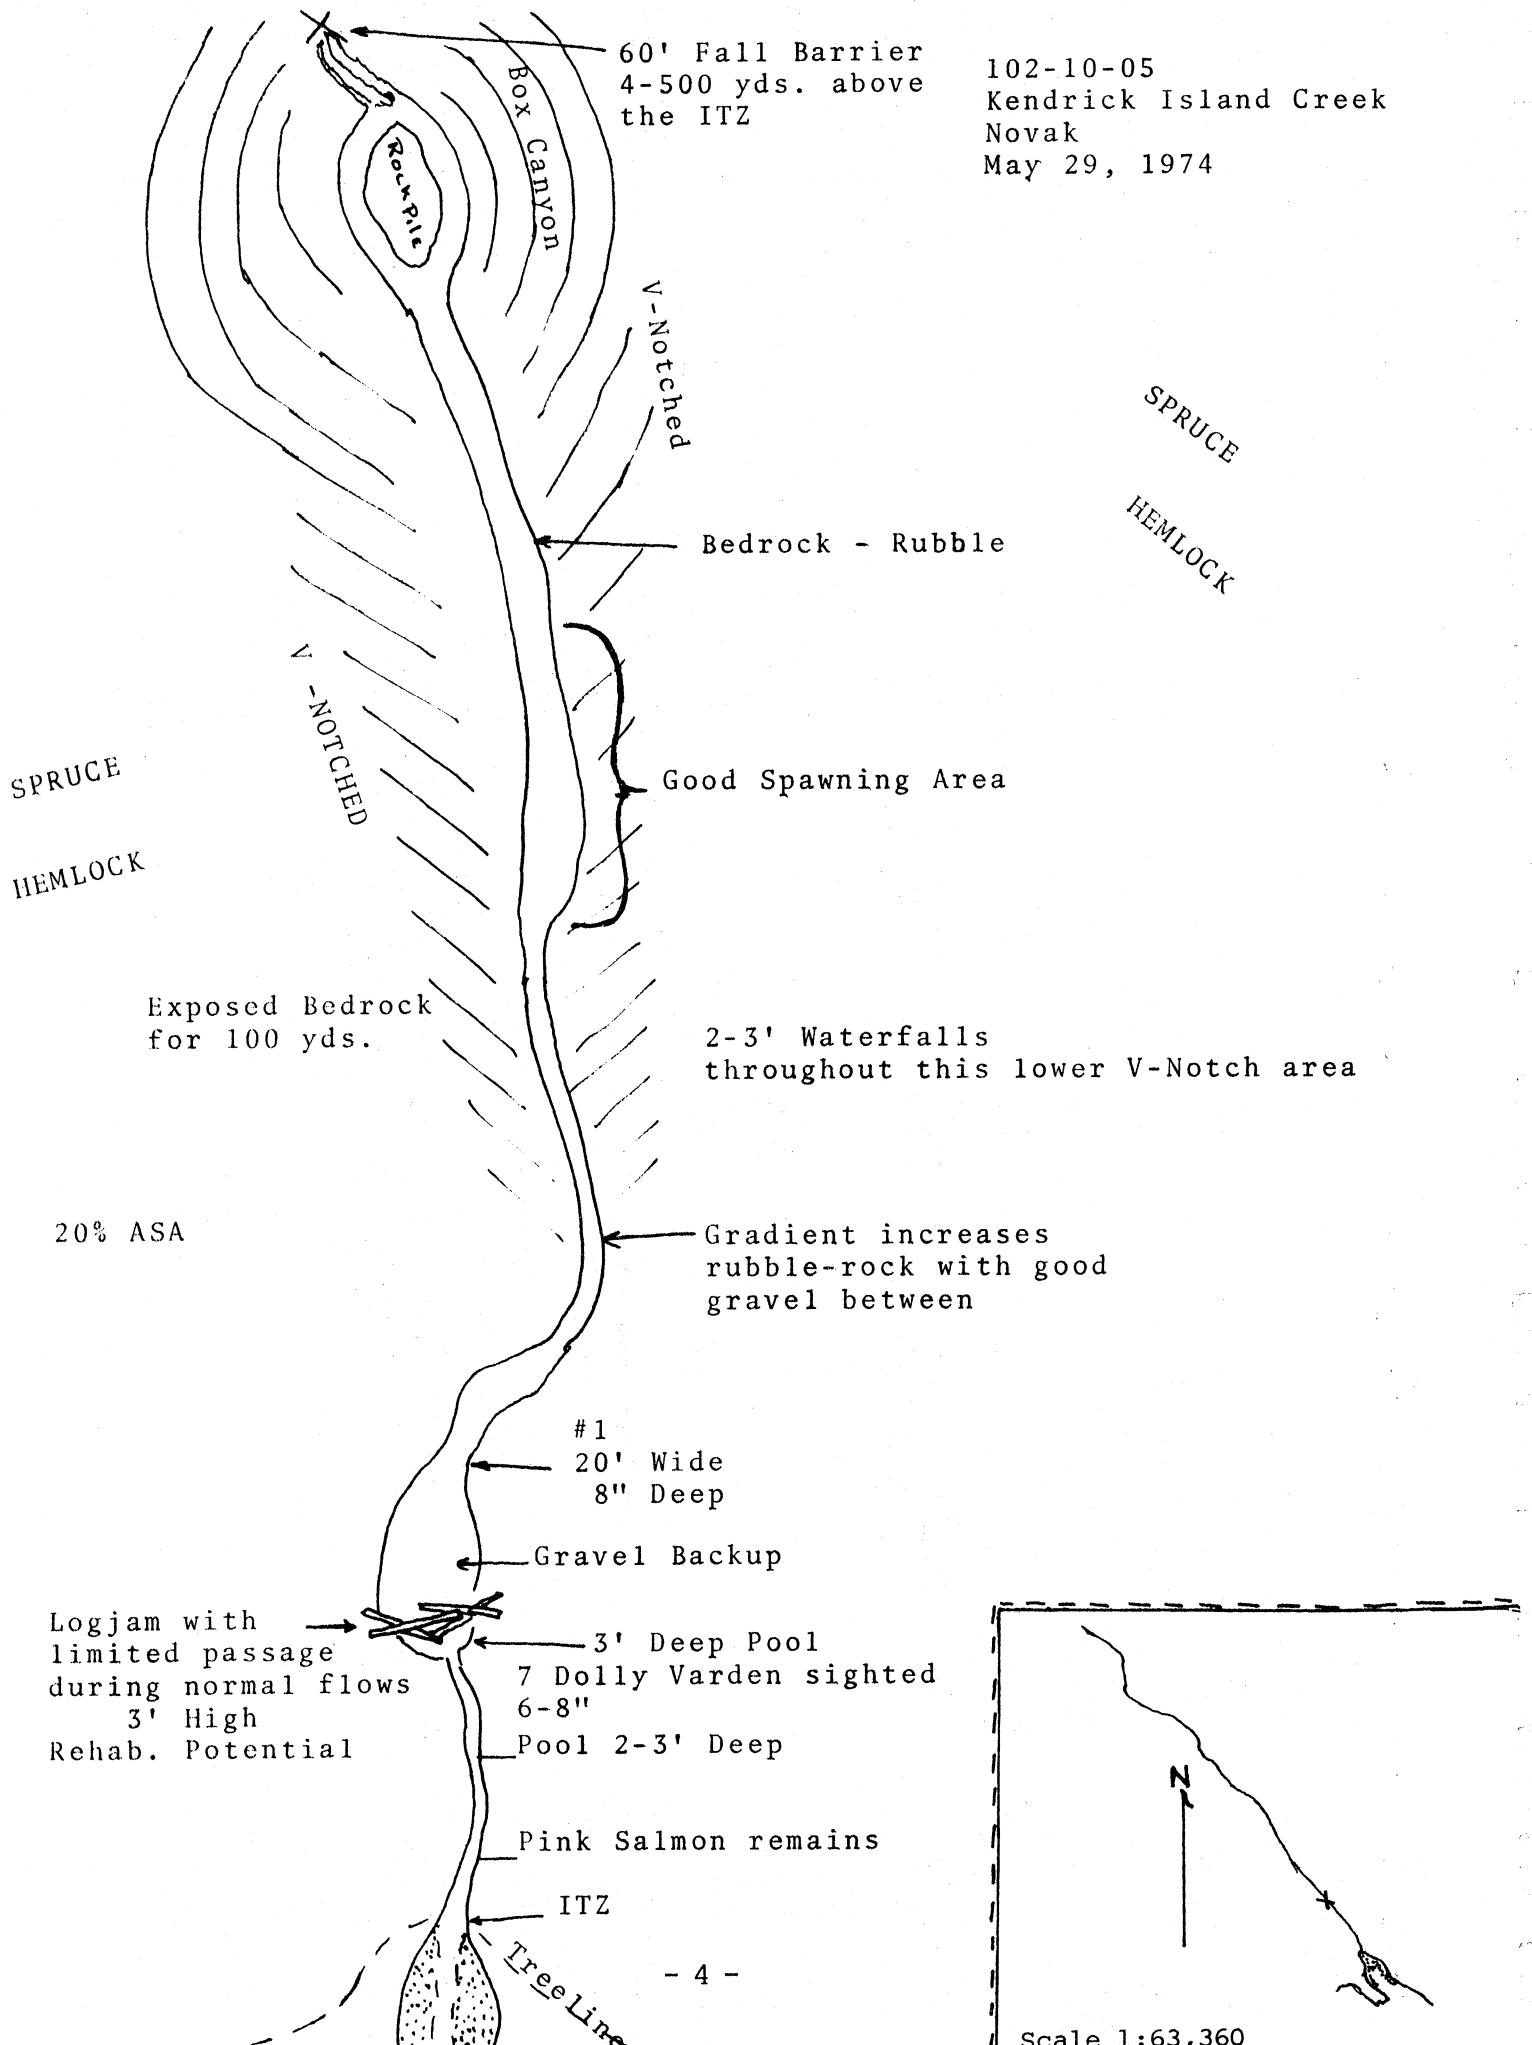 60' Fall Barrier
4-500 yds. above
the ITZ
102-10-05
Kendrick Island Creek
Novak
May 29, 1974
Box Canyon
Rock Pile
V-Notched
SPRUCE
HEMLOCK
Bedrock - Rubble
V -NOTCHED
SPRUCE
HEMLOCK
Good Spawning Area
Exposed Bedrock
for 100 yds.
2-3' Waterfalls
throughout this lower V-Notch area
20% ASA
Gradient increases
rubble-rock with good
gravel between
#1
20' Wide
8" Deep
Gravel Backup
Logjam with
limited passage
during normal flows
3' High
Rehab. Potential
3' Deep Pool
7 Dolly Varden sighted
6-8"
Pool 2-3' Deep
Pink Salmon remains
ITZ
Treeline
- 4 -
N
Scale 1:63,360